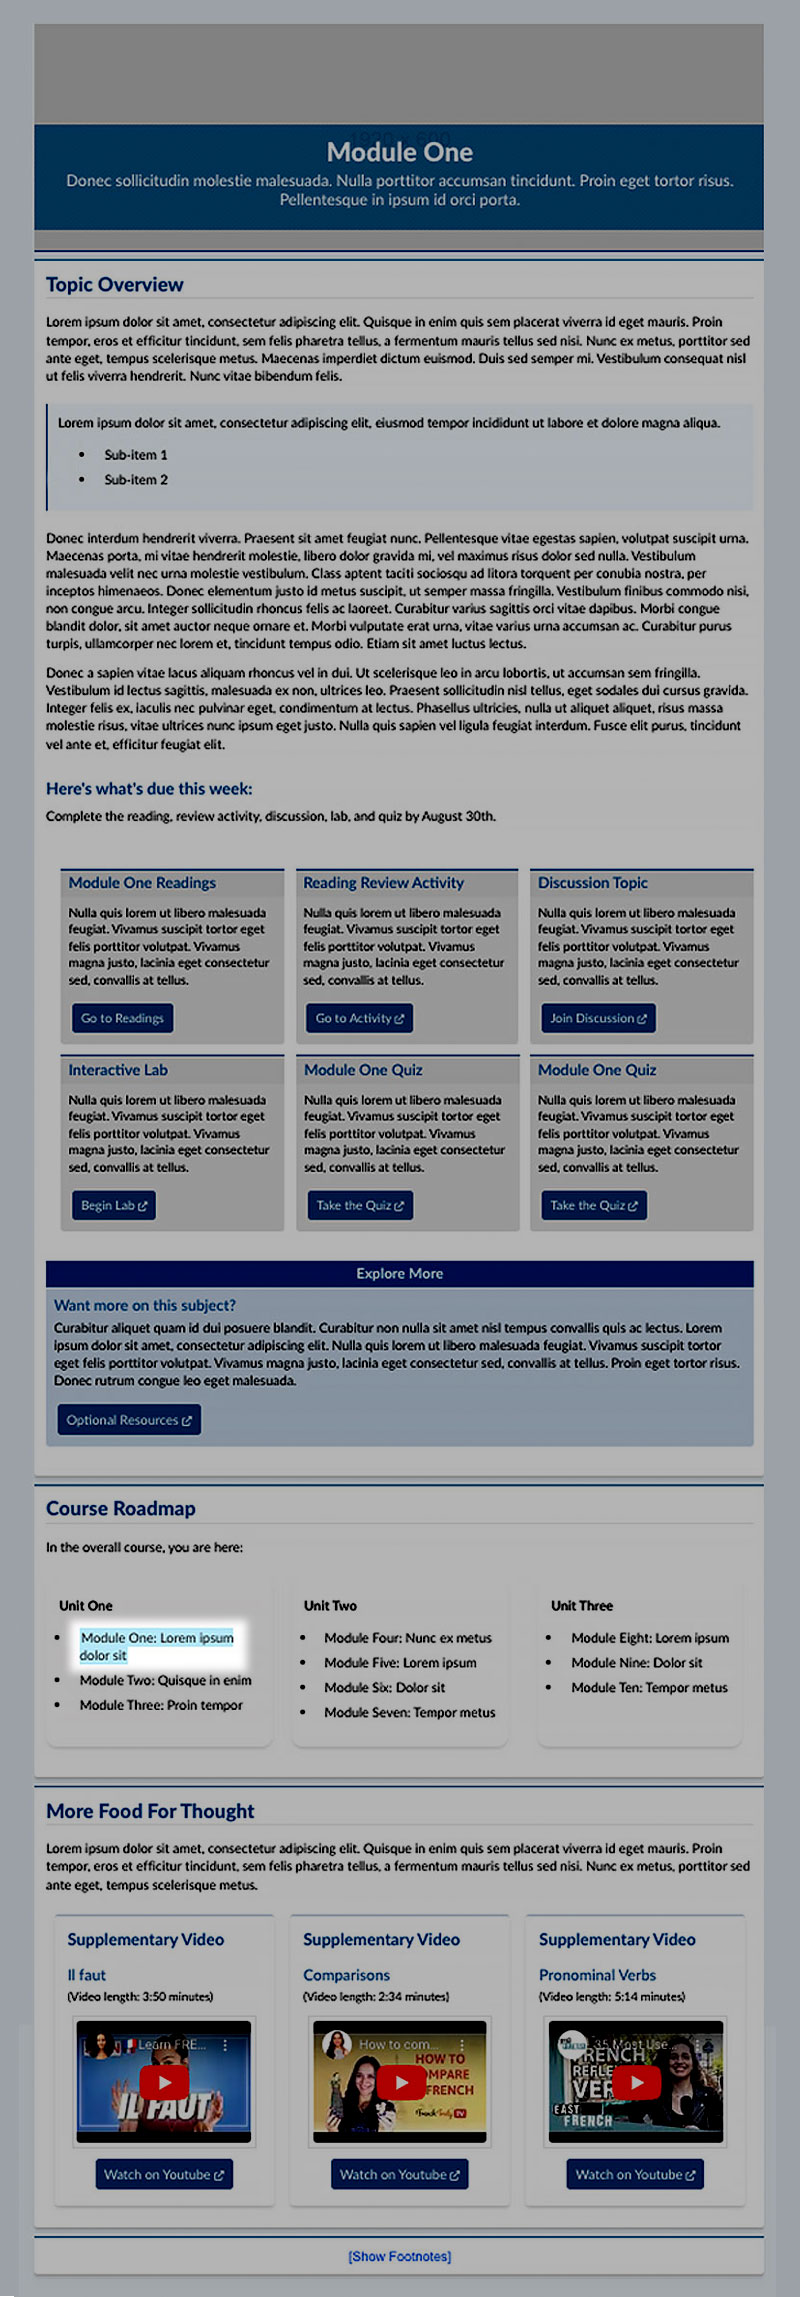 1920 x 600
Module One
Donec sollicitudin molestie malesuada. Nulla porttitor accumsan tincidunt. Proin eget tortor risus.
Pellentesque in ipsum id orci porta.
Topic Overview
Lorem ipsum dolor sit amet, consectetur adipiscing elit. Quisque in enim quis sem placerat viverra id eget mauris. Proin
tempor, eros et efficitur tincidunt, sem felis pharetra tellus, a fermentum mauris tellus sed nisi. Nunc ex metus, porttitor sed
ante eget, tempus scelerisque metus. Maecenas imperdiet dictum euismod. Duis sed semper mi. Vestibulum consequat nisl
ut felis viverra hendrerit. Nunc vitae bibendum felis.
Lorem ipsum dolor sit amet, consectetur adipiscing elit, eiusmod tempor incididunt ut labore et dolore magna aliqua.
• Sub-item 1
• Sub-item 2
Donec interdum hendrerit viverra. Praesent sit amet feugiat nunc. Pellentesque vitae egestas sapien, volutpat suscipit urna.
Maecenas porta, mi vitae hendrerit molestie, libero dolor gravida mi, vel maximus risus dolor sed nulla. Vestibulum
malesuada velit nec urna molestie vestibulum. Class aptent taciti sociosqu ad litora torquent per conubia nostra, per
inceptos himenaeos. Donec elementum justo id metus suscipit, ut semper massa fringilla. Vestibulum finibus commodo nisi,
non congue arcu. Integer sollicitudin rhoncus felis ac laoreet. Curabitur varius sagittis orci vitae dapibus. Morbi congue
blandit dolor, sit amet auctor neque ornare et. Morbi vulputate erat urna, vitae varius urna accumsan ac. Curabitur purus
turpis, ullamcorper nec lorem et, tincidunt tempus odio. Etiam sit amet luctus lectus.
Donec a sapien vitae lacus aliquam rhoncus vel in dui. Ut scelerisque leo in arcu lobortis, ut accumsan sem fringilla.
Vestibulum id lectus sagittis, malesuada ex non, ultrices leo. Praesent sollicitudin nisl tellus, eget sodales dui cursus gravida.
Integer felis ex, iaculis nec pulvinar eget, condimentum at lectus. Phasellus ultricies, nulla ut aliquet aliquet, risus massa
molestie risus, vitae ultrices nunc ipsum eget justo. Nulla quis sapien vel ligula feugiat interdum. Fusce elit purus, tincidunt
vel ante et, efficitur feugiat elit.
Here's what's due this week:
Complete the reading, review activity, discussion, lab, and quiz by August 30th.
Module One Readings
Nulla quis lorem ut libero malesuada
feugiat. Vivamus suscipit tortor eget
felis porttitor volutpat. Vivamus
magna justo, lacinia eget consectetur
sed, convallis at tellus.
Go to Readings
Reading Review Activity
Nulla quis lorem ut libero malesuada
feugiat. Vivamus suscipit tortor eget
felis porttitor volutpat. Vivamus
magna justo, lacinia eget consectetur
sed, convallis at tellus.
Go to Activity
Discussion Topic
Nulla quis lorem ut libero malesuada
feugiat. Vivamus suscipit tortor eget
felis porttitor volutpat. Vivamus
magna justo, lacinia eget consectetur
sed, convallis at tellus.
Join Discussion
Interactive Lab
Nulla quis lorem ut libero malesuada
feugiat. Vivamus suscipit tortor eget
felis porttitor volutpat. Vivamus
magna justo, lacinia eget consectetur
sed, convallis at tellus.
Begin Lab
Module One Quiz
Nulla quis lorem ut libero malesuada
feugiat. Vivamus suscipit tortor eget
felis porttitor volutpat. Vivamus
magna justo, lacinia eget consectetur
sed, convallis at tellus.
Take the Quiz
Module One Quiz
Nulla quis lorem ut libero malesuada
feugiat. Vivamus suscipit tortor eget
felis porttitor volutpat. Vivamus
magna justo, lacinia eget consectetur
sed, convallis at tellus.
Take the Quiz
Explore More
Want more on this subject?
Curabitur aliquet quam id dui posuere blandit. Curabitur non nulla sit amet nisl tempus convallis quis ac lectus. Lorem
ipsum dolor sit amet, consectetur adipiscing elit. Nulla quis lorem ut libero malesuada feugiat. Vivamus suscipit tortor
eget felis porttitor volutpat. Vivamus magna justo, lacinia eget consectetur sed, convallis at tellus. Proin eget tortor risus.
Donec rutrum congue leo eget malesuada.
Optional Resources
Course Roadmap
In the overall course, you are here:
Unit One
• Module One: Lorem ipsum
dolor sit
• Module Two: Quisque in enim
• Module Three: Proin tempor
Unit Two
• Module Four: Nunc ex metus
• Module Five: Lorem ipsum
• Module Six: Dolor sit
• Module Seven: Tempor metus
Unit Three
• Module Eight: Lorem ipsum
• Module Nine: Dolor sit
• Module Ten: Tempor metus
More Food For Thought
Lorem ipsum dolor sit amet, consectetur adipiscing elit. Quisque in enim quis sem placerat viverra id eget mauris. Proin
tempor, eros et efficitur tincidunt, sem felis pharetra tellus, a fermentum mauris tellus sed nisi. Nunc ex metus, porttitor sed
ante eget, tempus scelerisque metus.
Supplementary Video
Il faut
(Video length: 3:50 minutes)
Learn FRE...
IL FAUT
Watch on Youtube
Supplementary Video
Comparisons
(Video length: 2:34 minutes)
How to com...
HOW TO
COMPARE
FRENCH
Watch on Youtube
Supplementary Video
Pronominal Verbs
(Video length: 5:14 minutes)
35 Most Use...
FRENCH
EAST
FRENCH
Watch on Youtube
[Show Footnotes]